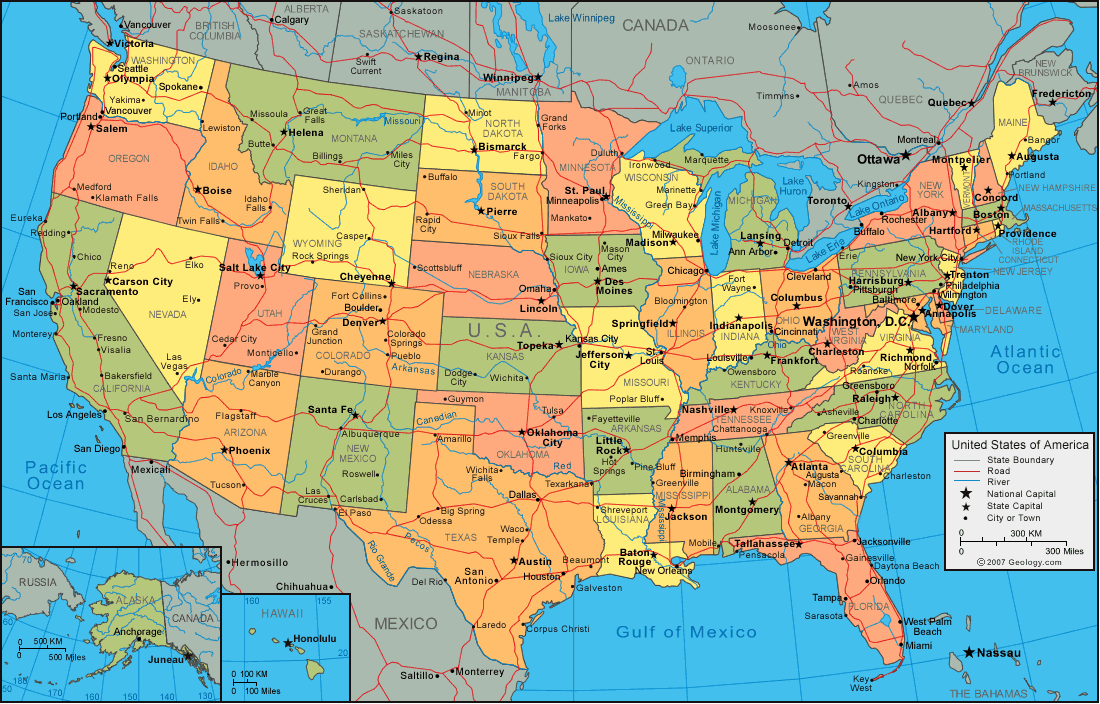 Vancouver
Calgary
ALBERTA
Saskatoon
Lake Winnipeg
CANADA
Moosonee
BRITISH
COLUMBIA
SASKATCHEWAN
Victoria
WASHINGTON
Swift
Current
Regina
Winnipeg
MANITOBA
ONTARIO
Timmins
Amos
QUEBEC
Quebec
NEW
BRUNSWICK
Fredericton
Seattle
Olympia
Spokane
Yakima
Vancouver
Portland
Salem
Lewiston
Missoula
Great
Falls
Missouri
Helena
MONTANA
Butte
Billings
Miles
City
Minot
NORTH
DAKOTA
Bismarck
Fargo
Grand
Forks
MINNESOTA
Duluth
Lake Superior
Marquette
Ironwood
WISCONSIN
Montreal
Ottawa
Montpelier
MAINE
Bangor
Augusta
Portland
OREGON
IDAHO
Boise
Medford
Klamath Falls
Twin Falls
Idaho
Falls
Sheridan
WYOMING
Casper
Rock Springs
Cheyenne
Buffalo
SOUTH
DAKOTA
Pierre
Rapid
City
Sioux Falls
St. Paul
Minneapolis
Mankato
Mississippi
Marinette
Green Bay
Milwaukee
Madison
Lake Michigan
MICHIGAN
Lake
Huron
Lansing
Ann Arbor
Detroit
Toronto
Kingston
Lake Ontario
Rochester
Buffalo
Lake Erie
Erie
NEW
YORK
Albany
VERMONT
Concord
NEW HAMPSHIRE
Boston
MASSACHUSETTS
Hartford
Providence
RHODE
ISLAND
CONNECTICUT
NEW JERSEY
Eureka
Redding
Chico
Reno
Carson City
Elko
Salt Lake City
Provo
Sacramento
San
Francisco
Oakland
San Jose
Modesto
Monterey
NEVADA
Ely
UTAH
Scottsbluff
NEBRASKA
Omaha
Lincoln
Sioux City
IOWA
Mason
City
Ames
Des
Moines
Chicago
Bloomington
ILLINOIS
Springfield
Fort
Wayne
Indianapolis
INDIANA
Cleveland
Columbus
OHIO
Cincinnati
PENNSYLVANIA
Harrisburg
Pittsburgh
New York City
Trenton
Philadelphia
Wilmington
Baltimore
Dover
Annapolis
DELAWARE
MARYLAND
Washington, D.C.
Fort Collins
Boulder
Denver
Grand
Junction
COLORADO
Colorado
Springs
Pueblo
Durango
Arkansas
U.S.A.
KANSAS
Topeka
Kansas City
Jefferson
City
St.
Louis
MISSOURI
Poplar Bluff
Dodge
City
Wichita
Louisville
Ohio
Owensboro
Frankfort
KENTUCKY
WEST
VIRGINIA
Charleston
VIRGINIA
Richmond
Norfolk
Roanoke
Fresno
Visalia
Las
Vegas
Cedar City
Monticello
Colorado
Marble
Canyon
Santa Maria
Bakersfield
CALIFORNIA
Los Angeles
San Bernardino
San Diego
Mexicali
Flagstaff
ARIZONA
Phoenix
Tucson
Santa Fe
Albuquerque
NEW
MEXICO
Roswell
Las
Cruces
Carlsbad
El Paso
Guymon
Canadian
Amarillo
Tulsa
Oklahoma
City
OKLAHOMA
Wichita
Falls
Red
Texarkana
Fayetteville
ARKANSAS
Little
Rock
Hot
Springs
Pine Bluff
Memphis
Nashville
Knoxville
TENNESSEE
Chattanooga
Huntsville
Greensboro
Raleigh
NORTH
CAROLINA
Asheville
Charlotte
Greenville
Columbia
SOUTH
CAROLINA
Charleston
Atlantic
Ocean
Pacific
Ocean
Dallas
Big Spring
Odessa
TEXAS
Waco
Temple
Pecos
Rio Grande
Austin
San
Antonio
Houston
Beaumont
Galveston
Del Rio
Laredo
Corpus Christi
Shreveport
LOUISIANA
Baton
Rouge
New Orleans
Greenville
MISSISSIPPI
Mississippi
Jackson
Birmingham
ALABAMA
Montgomery
Mobile
Atlanta
Augusta
Macon
Savannah
Albany
GEORGIA
Tallahassee
Pensacola
Jacksonville
Gainesville
Daytona Beach
Orlando
Tampa
Sarasota
FLORIDA
West Palm
Beach
Miami
Key
West
Nassau
THE BAHAMAS
Gulf of Mexico
Hermosillo
Chihuahua
MEXICO
Monterrey
Saltillo
United States of America
State Boundary
Road
River
National Capital
State Capital
City or Town
0 300 KM
0 300 Miles
© 2007 Geology.com
70
RUSSIA
ALASKA
CANADA
60
Anchorage
0 500 KM
0 500 Miles
Juneau
50
180
170
160
150
140
130
160
155
HAWAII
Honolulu
20
0 100 KM
0 100 Miles